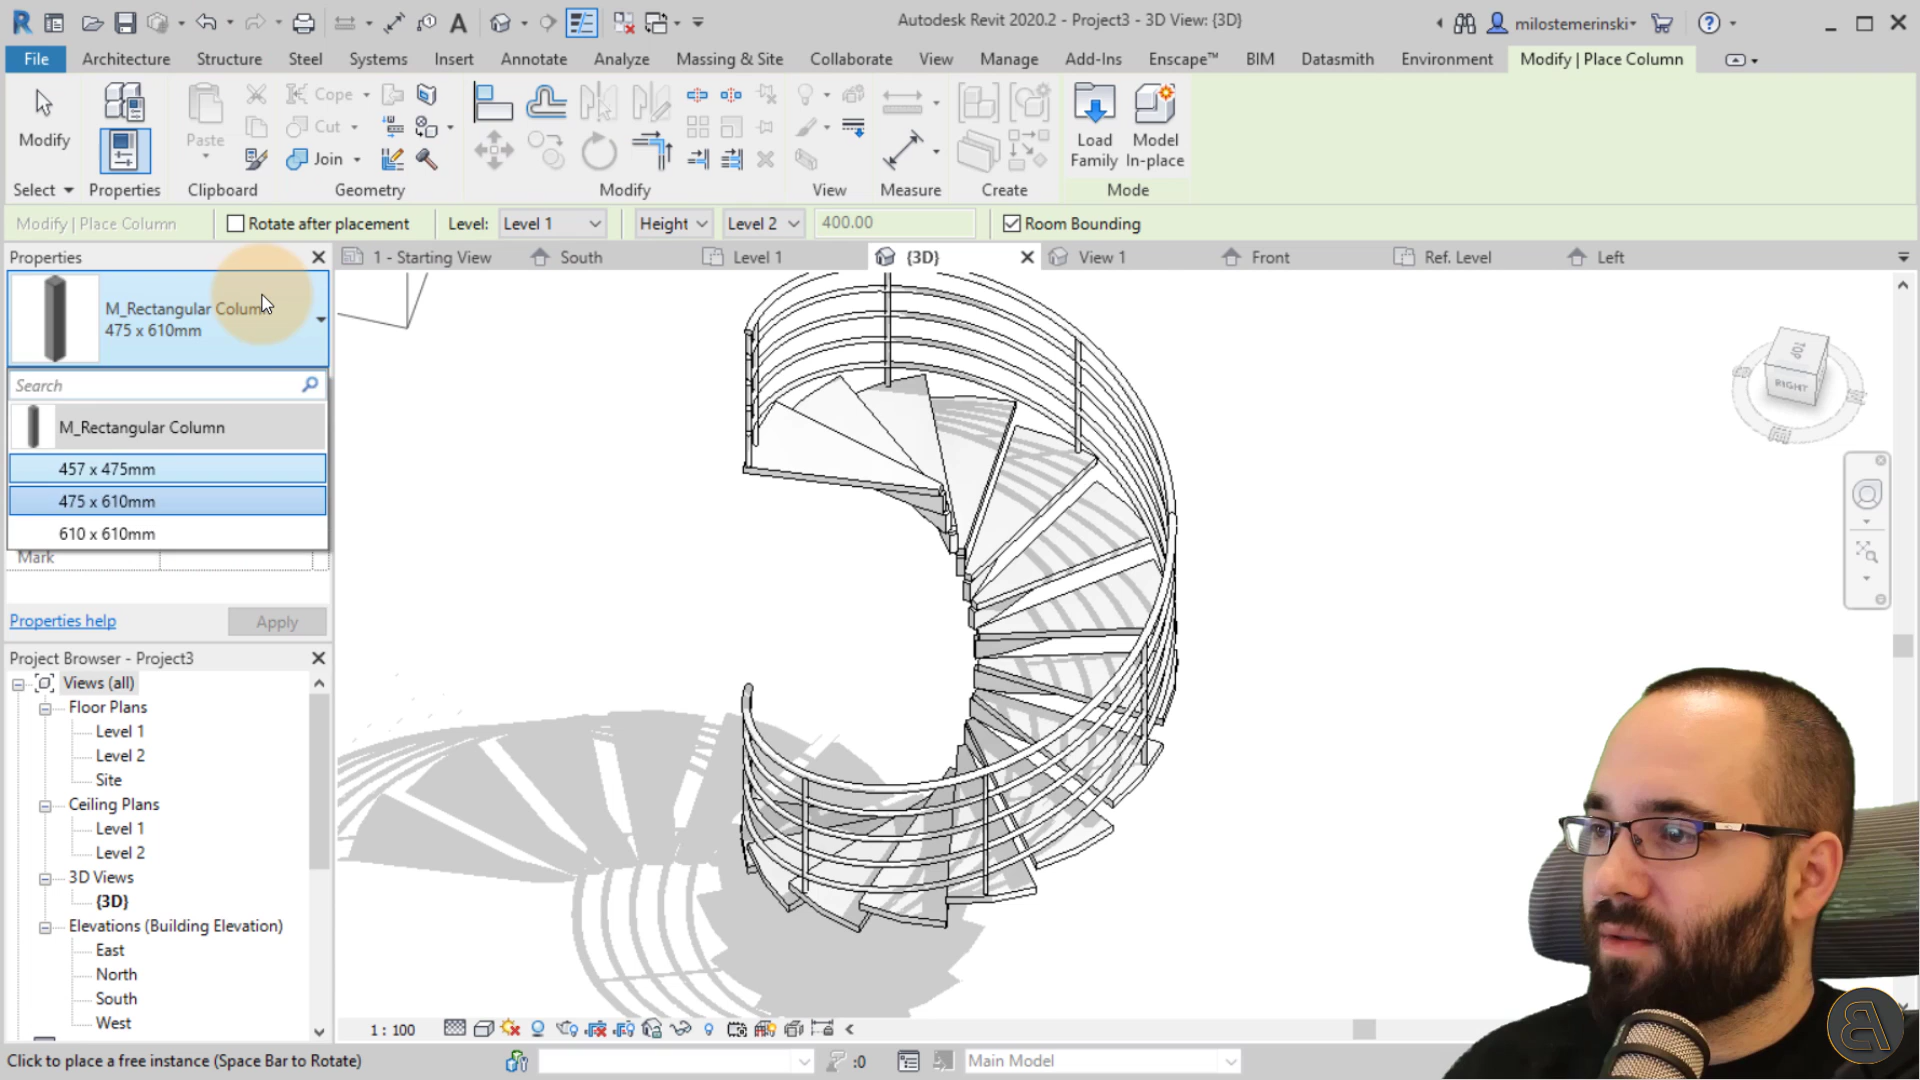 Autodesk Revit 2020.2 - Project3 - 3D View: {3D}
milostemerinski
File Architecture Structure Steel Systems Insert Annotate Analyze Massing & Site Collaborate View Manage Add-Ins Enscape™ BIM Datasmith Environment Modify | Place Column
Cope
Cut
Join
Modify
Paste
Load Family
Model In-place
Select Properties Clipboard Geometry Modify View Measure Create Mode
Modify | Place Column Rotate after placement Level: Level 1 Height Level 2 400.00 Room Bounding
Properties
1 - Starting View South Level 1 {3D} View 1 Front Ref. Level Left
M_Rectangular Column
475 x 610mm
Search
M_Rectangular Column
457 x 475mm
475 x 610mm
610 x 610mm
Mark
Properties help Apply
TOP
RIGHT
Project Browser - Project3
Views (all)
Floor Plans
Level 1
Level 2
Site
Ceiling Plans
Level 1
Level 2
3D Views
{3D}
Elevations (Building Elevation)
East
North
South
West
1 : 100
Click to place a free instance (Space Bar to Rotate)
:0
Main Model